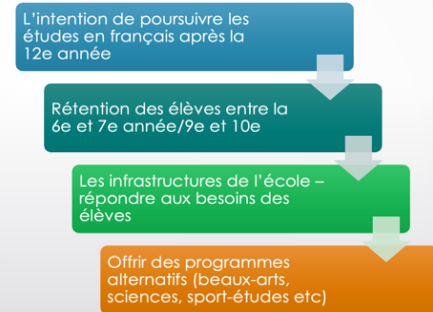 L'intention de poursuivre les
études en français après la
12e année
Rétention des élèves entre la
6e et 7e année/9e et 10e
Les infrastructures de l'école –
répondre aux besoins des
élèves
Offrir des programmes
alternatifs (beaux-arts,
sciences, sport-études etc)